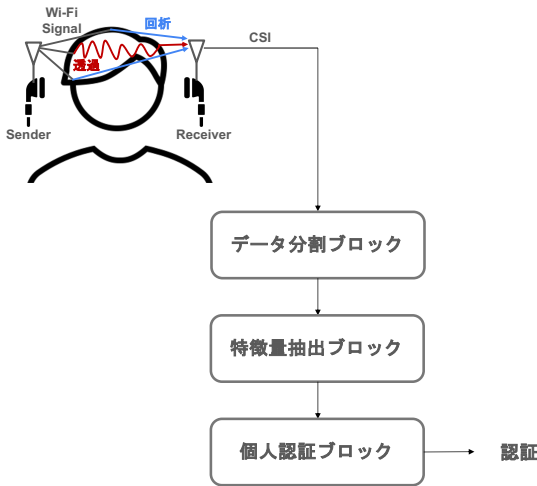 Wi-Fi
Signal
回析
CSI
透過
Sender
Receiver
データ分割ブロック
特徴量抽出ブロック
個人認証ブロック
認証